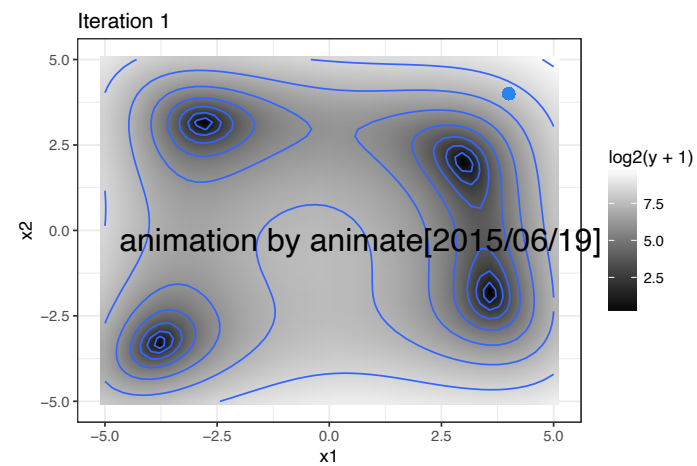 Iteration 1
5.0
2.5
0.0
−2.5
−5.0
x2
animation by animate[2015/06/19]
log2(y + 1)
7.5
5.0
2.5
−5.0 −2.5 0.0 2.5 5.0
x1